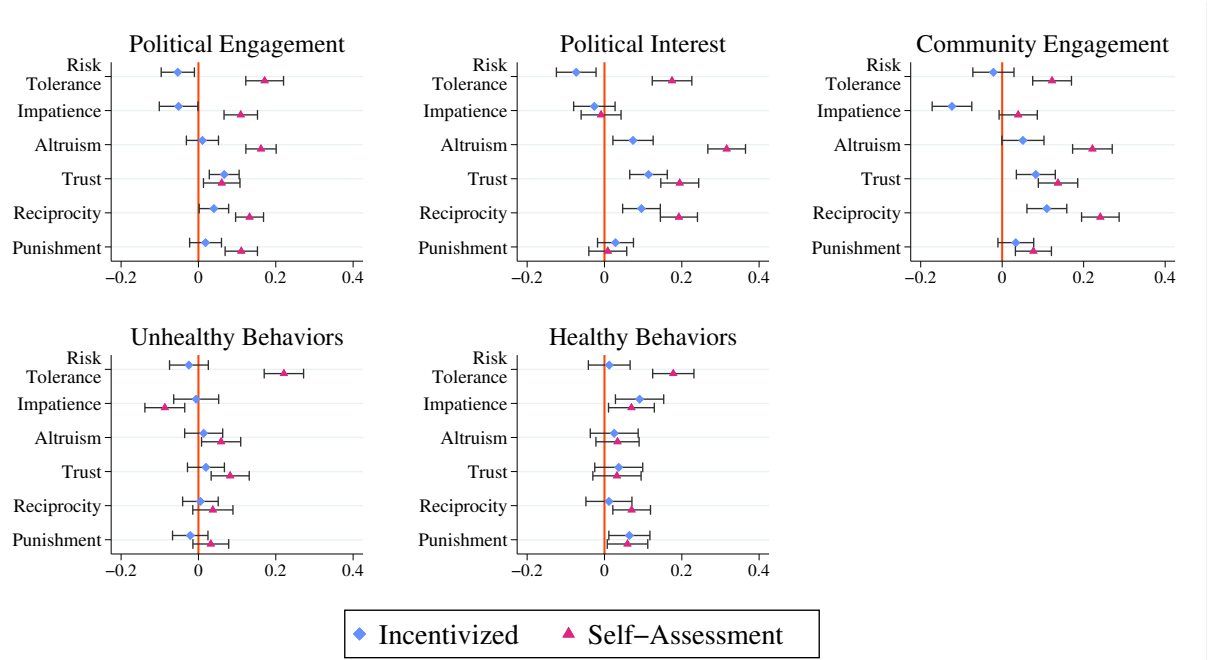 Political Engagement
Risk
Tolerance
Impatience
Altruism
Trust
Reciprocity
Punishment
−0.2 0 0.2 0.4
Political Interest
Risk
Tolerance
Impatience
Altruism
Trust
Reciprocity
Punishment
−0.2 0 0.2 0.4
Community Engagement
Risk
Tolerance
Impatience
Altruism
Trust
Reciprocity
Punishment
−0.2 0 0.2 0.4
Unhealthy Behaviors
Risk
Tolerance
Impatience
Altruism
Trust
Reciprocity
Punishment
−0.2 0 0.2 0.4
Healthy Behaviors
Risk
Tolerance
Impatience
Altruism
Trust
Reciprocity
Punishment
−0.2 0 0.2 0.4
Incentivized Self−Assessment